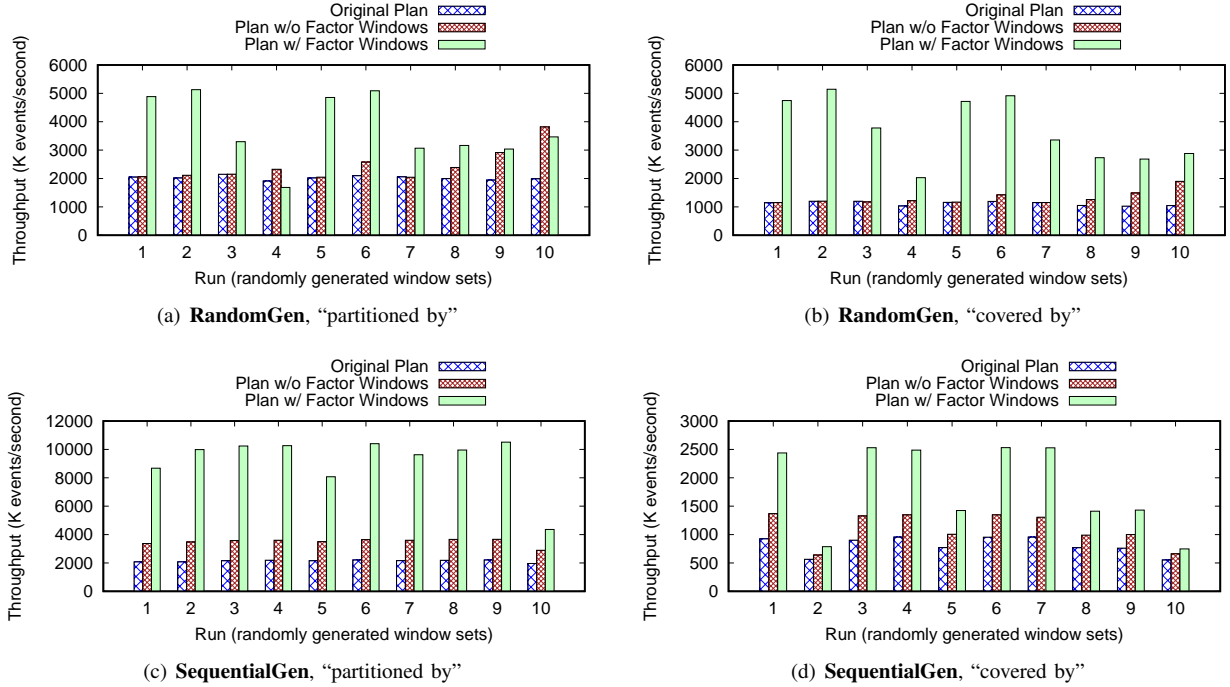 Original Plan
Plan w/o Factor Windows
Plan w/ Factor Windows
Throughput (K events/second)
6000
5000
4000
3000
2000
1000
0
1 2 3 4 5 6 7 8 9 10
Run (randomly generated window sets)
(a) RandomGen, “partitioned by”
Original Plan
Plan w/o Factor Windows
Plan w/ Factor Windows
Throughput (K events/second)
6000
5000
4000
3000
2000
1000
0
1 2 3 4 5 6 7 8 9 10
Run (randomly generated window sets)
(b) RandomGen, “covered by”
Original Plan
Plan w/o Factor Windows
Plan w/ Factor Windows
Throughput (K events/second)
12000
10000
8000
6000
4000
2000
0
1 2 3 4 5 6 7 8 9 10
Run (randomly generated window sets)
(c) SequentialGen, “partitioned by”
Original Plan
Plan w/o Factor Windows
Plan w/ Factor Windows
Throughput (K events/second)
3000
2500
2000
1500
1000
500
0
1 2 3 4 5 6 7 8 9 10
Run (randomly generated window sets)
(d) SequentialGen, “covered by”